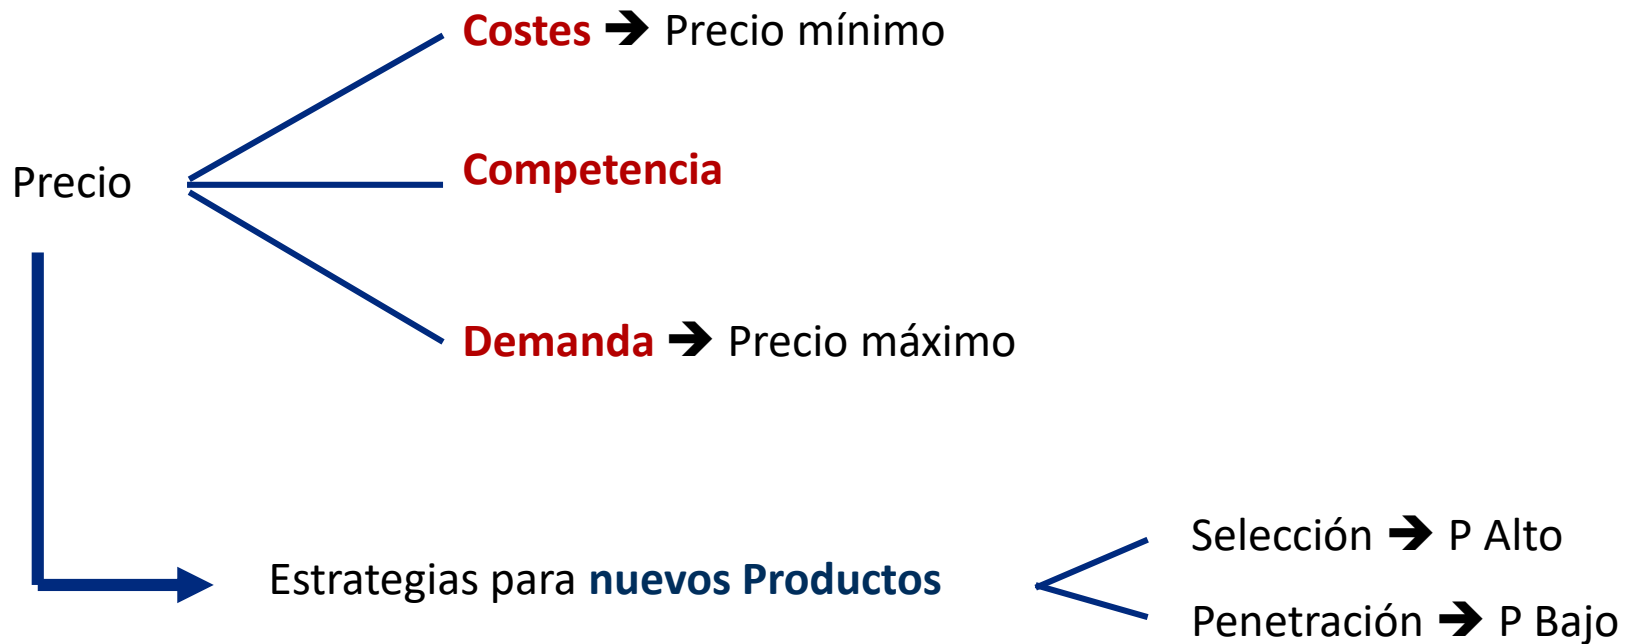 Costes ➔ Precio mínimo
Competencia
Precio
Demanda ➔ Precio máximo
Selección ➔ P Alto
Estrategias para nuevos Productos
Penetración ➔ P Bajo